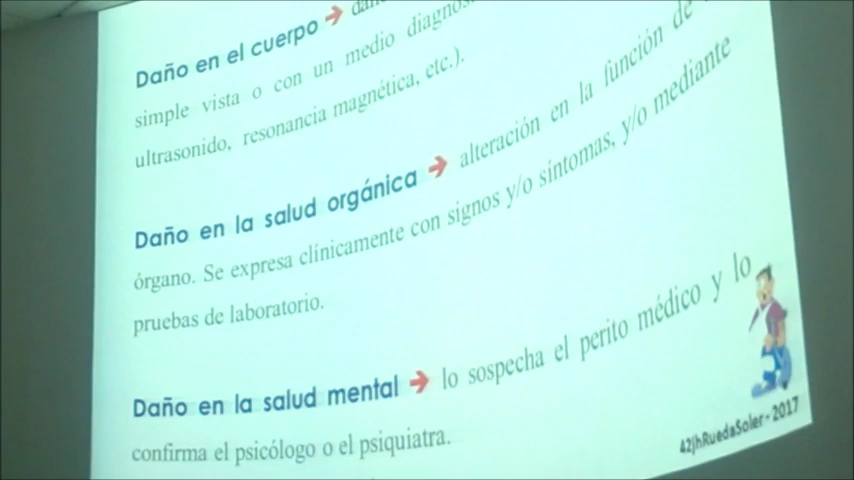 Daño en el cuerpo ➔
simple vista o con un medio
ultrasonido, resonancia magnética, etc.).
Daño en la salud orgánica ➔ alteración en la función de
órgano. Se expresa clínicamente con signos y/o síntomas, y/o mediante
pruebas de laboratorio.
Daño en la salud mental ➔ lo sospecha el perito médico y lo
confirma el psicólogo o el psiquiatra.
42JhRuedaSoler - 2017